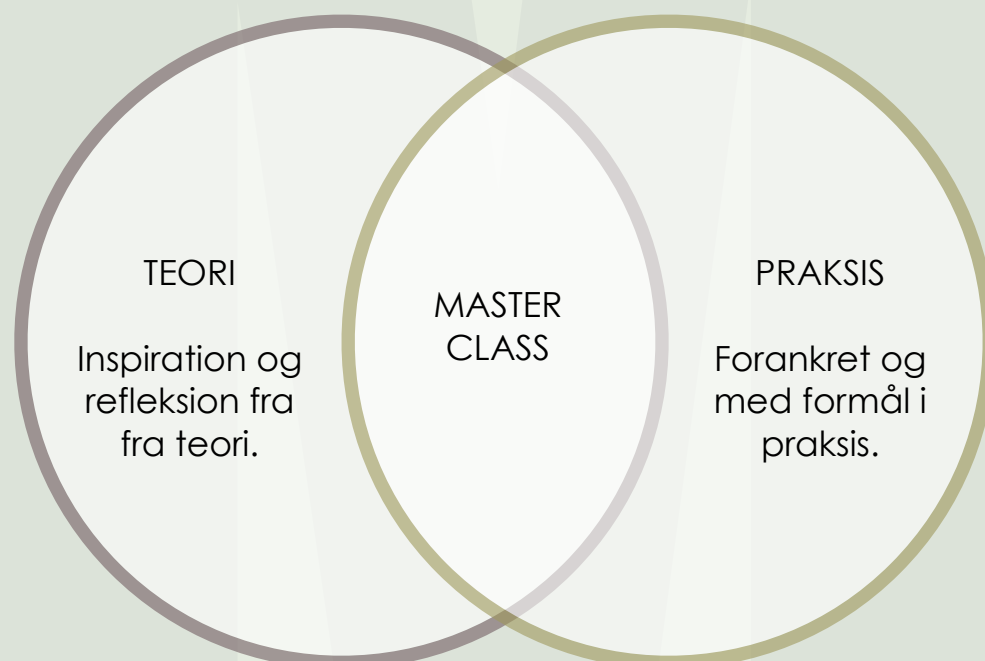 TEORI
Inspiration og
refleksion fra
fra teori.
MASTER
CLASS
PRAKSIS
Forankret og
med formål i
praksis.